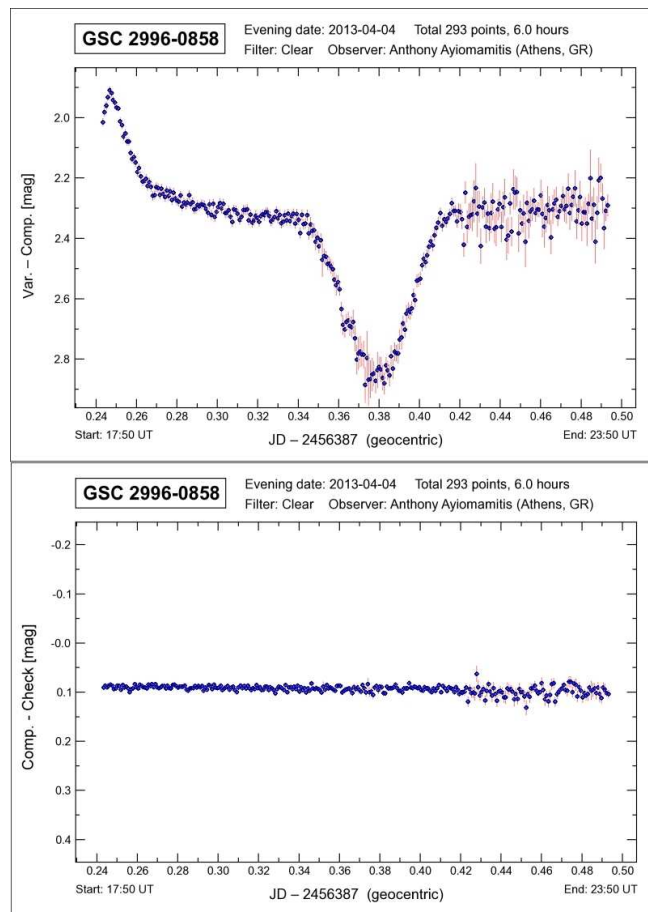 GSC 2996-0858
Evening date: 2013-04-04 Total 293 points, 6.0 hours
Filter: Clear Observer: Anthony Ayiomamitis (Athens, GR)
Var. – Comp. [mag]
2.0
2.2
2.4
2.6
2.8
0.24 0.26 0.28 0.30 0.32 0.34 0.36 0.38 0.40 0.42 0.44 0.46 0.48 0.50
Start: 17:50 UT JD – 2456387 (geocentric) End: 23:50 UT
GSC 2996-0858
Evening date: 2013-04-04 Total 293 points, 6.0 hours
Filter: Clear Observer: Anthony Ayiomamitis (Athens, GR)
Comp. - Check [mag]
-0.2
-0.1
-0.0
0.1
0.2
0.3
0.4
0.24 0.26 0.28 0.30 0.32 0.34 0.36 0.38 0.40 0.42 0.44 0.46 0.48 0.50
Start: 17:50 UT JD – 2456387 (geocentric) End: 23:50 UT